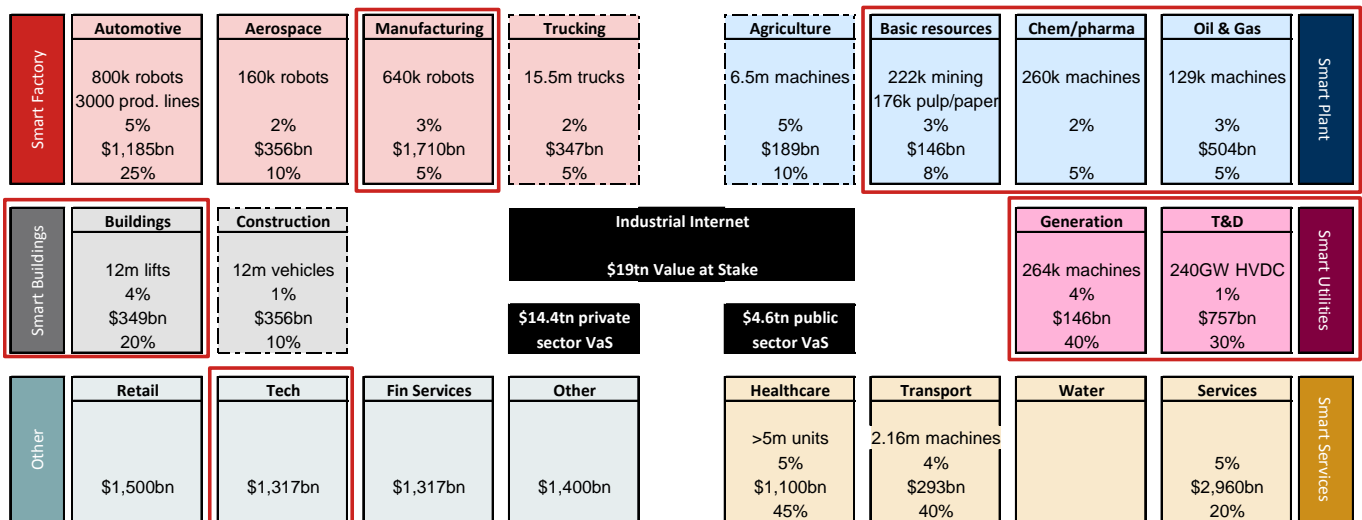 Smart Factory
Automotive
800k robots
3000 prod. lines
5%
$1,185bn
25%
Aerospace
160k robots
2%
$356bn
10%
Manufacturing
640k robots
3%
$1,710bn
5%
Trucking
15.5m trucks
2%
$347bn
5%
Agriculture
6.5m machines
5%
$189bn
10%
Basic resources
222k mining
176k pulp/paper
3%
$146bn
8%
Chem/pharma
260k machines
2%
5%
Oil & Gas
129k machines
3%
$504bn
5%
Smart Plant
Smart Buildings
Buildings
12m lifts
4%
$349bn
20%
Construction
12m vehicles
1%
$356bn
10%
Industrial Internet
$19tn Value at Stake
$14.4tn private
sector VaS
$4.6tn public
sector VaS
Generation
264k machines
4%
$146bn
40%
T&D
240GW HVDC
1%
$757bn
30%
Smart Utilities
Other
Retail
$1,500bn
Tech
$1,317bn
Fin Services
$1,317bn
Other
$1,400bn
Healthcare
>5m units
5%
$1,100bn
45%
Transport
2.16m machines
4%
$293bn
40%
Water
Services
5%
$2,960bn
20%
Smart Services